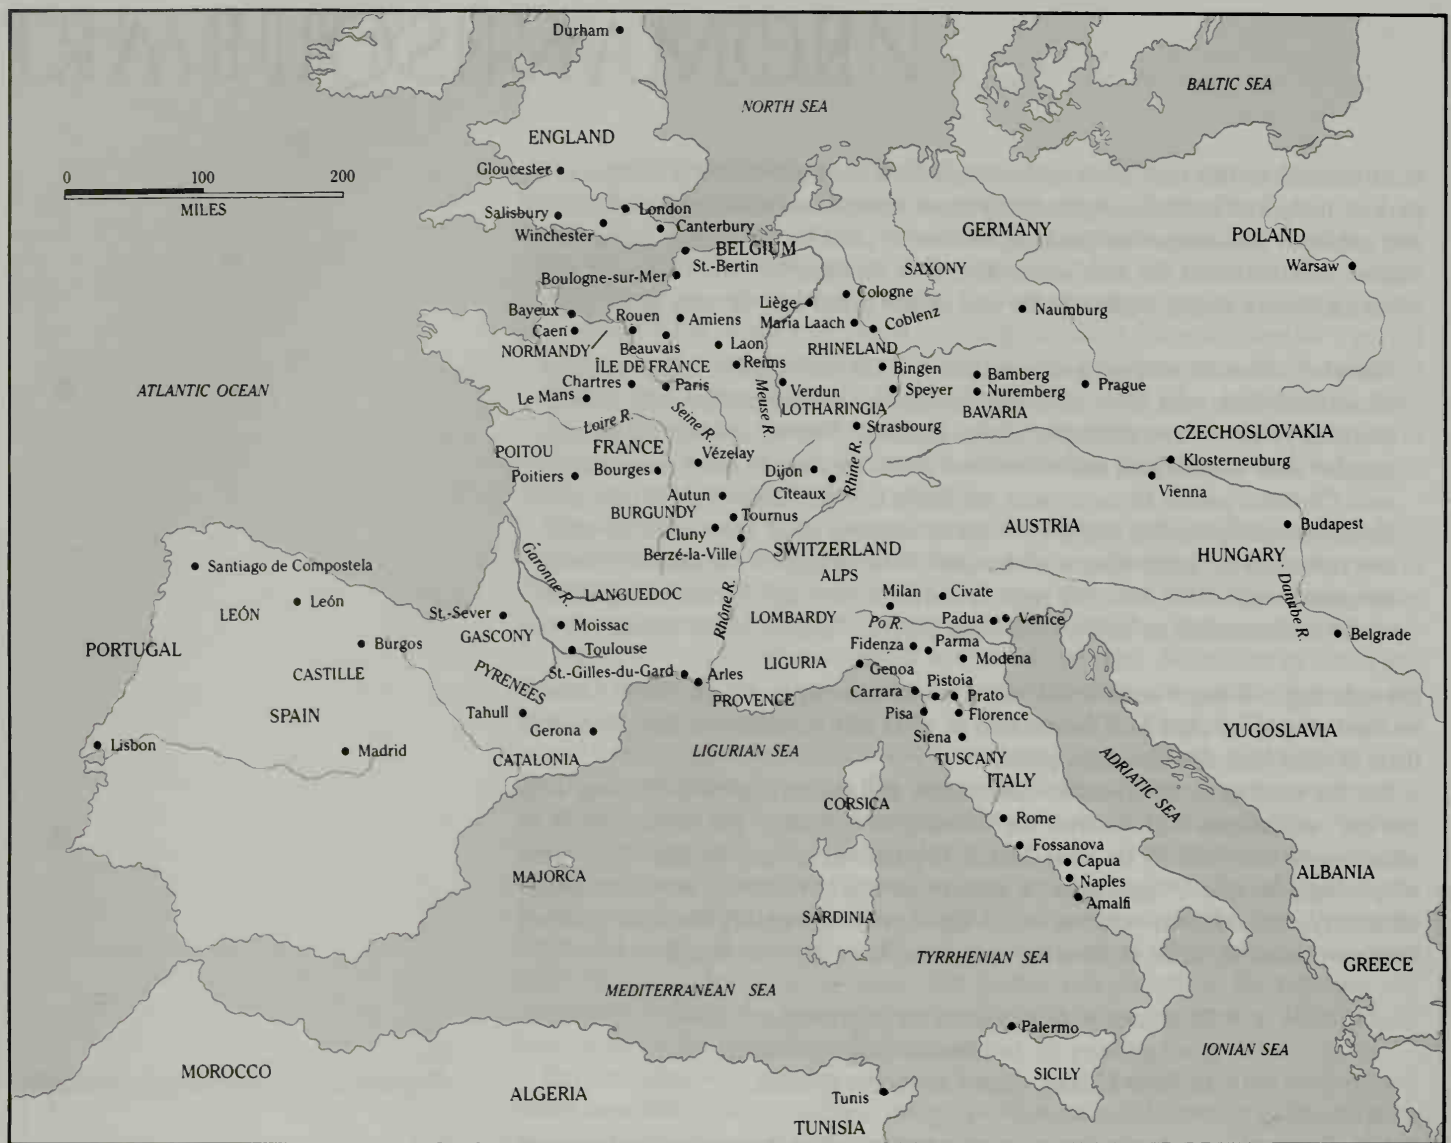 Durham
BALTIC SEA
NORTH SEA
ENGLAND
Gloucester
0 100 200
MILES
London
Salisbury
Canterbury
Winchester
GERMANY
POLAND
BELGIUM
St.-Bertin
SAXONY
Warsaw
Boulogne-sur-Mer
Cologne
Liège
Bayeux
Rouen
Amiens
Naumburg
Maria Laach
Coblenz
Caen
Beauvais
Laon
NORMANDY
RHINELAND
ÎLE DE FRANCE
Reims
Bingen
Bamberg
Chartres
Paris
Verdun
Speyer
Nuremberg
Prague
ATLANTIC OCEAN
Le Mans
Meuse R.
LOTHARINGIA
BAVARIA
Loire R.
Seine R.
Strasbourg
CZECHOSLOVAKIA
POITOU
FRANCE
Vézelay
Klosterneuburg
Poitiers
Bourges
Dijon
Rhine R.
Vienna
Autun
Cîteaux
BURGUNDY
Tournus
AUSTRIA
Budapest
Cluny
Berzé-la-Ville
SWITZERLAND
HUNGARY
Santiago de Compostela
Garonne R.
ALPS
LANGUEDOC
Milan
Civate
Danube R.
León
LEÓN
St.-Sever
Rhône R.
LOMBARDY
Po R.
Padua
Venice
Moissac
GASCONY
Belgrade
PORTUGAL
Burgos
Toulouse
Fidenza
Parma
CASTILLE
PYRENEES
St.-Gilles-du-Gard
Arles
LIGURIA
Genoa
Modena
Pistoia
PROVENCE
Carrara
Prato
SPAIN
Tahull
Pisa
Florence
Gerona
Siena
YUGOSLAVIA
Lisbon
Madrid
CATALONIA
LIGURIAN SEA
TUSCANY
ITALY
ADRIATIC SEA
CORSICA
Rome
Fossanova
Capua
MAJORCA
Naples
ALBANIA
Amalfi
SARDINIA
TYRRHENIAN SEA
GREECE
MEDITERRANEAN SEA
Palermo
IONIAN SEA
MOROCCO
SICILY
ALGERIA
Tunis
TUNISIA